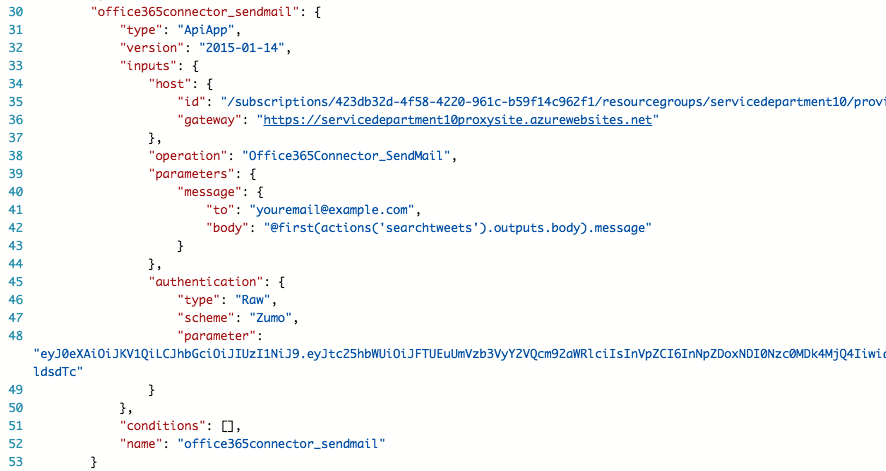 30 "office365connector_sendmail": {
31 "type": "ApiApp",
32 "version": "2015-01-14",
33 "inputs": {
34 "host": {
35 "id": "/subscriptions/423db32d-4f58-4220-961c-b59f14c962f1/resourcegroups/servicedepartment10/provi
36 "gateway": "https://servicedepartment10proxysite.azurewebsites.net"
37 },
38 "operation": "Office365Connector_SendMail",
39 "parameters": {
40 "message": {
41 "to": "youremail@example.com",
42 "body": "@first(actions('searchtweets').outputs.body).message"
43 }
44 },
45 "authentication": {
46 "type": "Raw",
47 "scheme": "Zumo",
48 "parameter":
"eyJ0eXAiOiJKV1QiLCJhbGciOiJIUzI1NiJ9.eyJtc25hbWUiOiJFTUEuUmVzb3VyY2VQcm92aWRlciIsInVpZCI6InNpZDoxNDI0Nzc0MDk4MjQ4Iiwic
ldsdTc"
49 }
50 },
51 "conditions": [],
52 "name": "office365connector_sendmail"
53 }